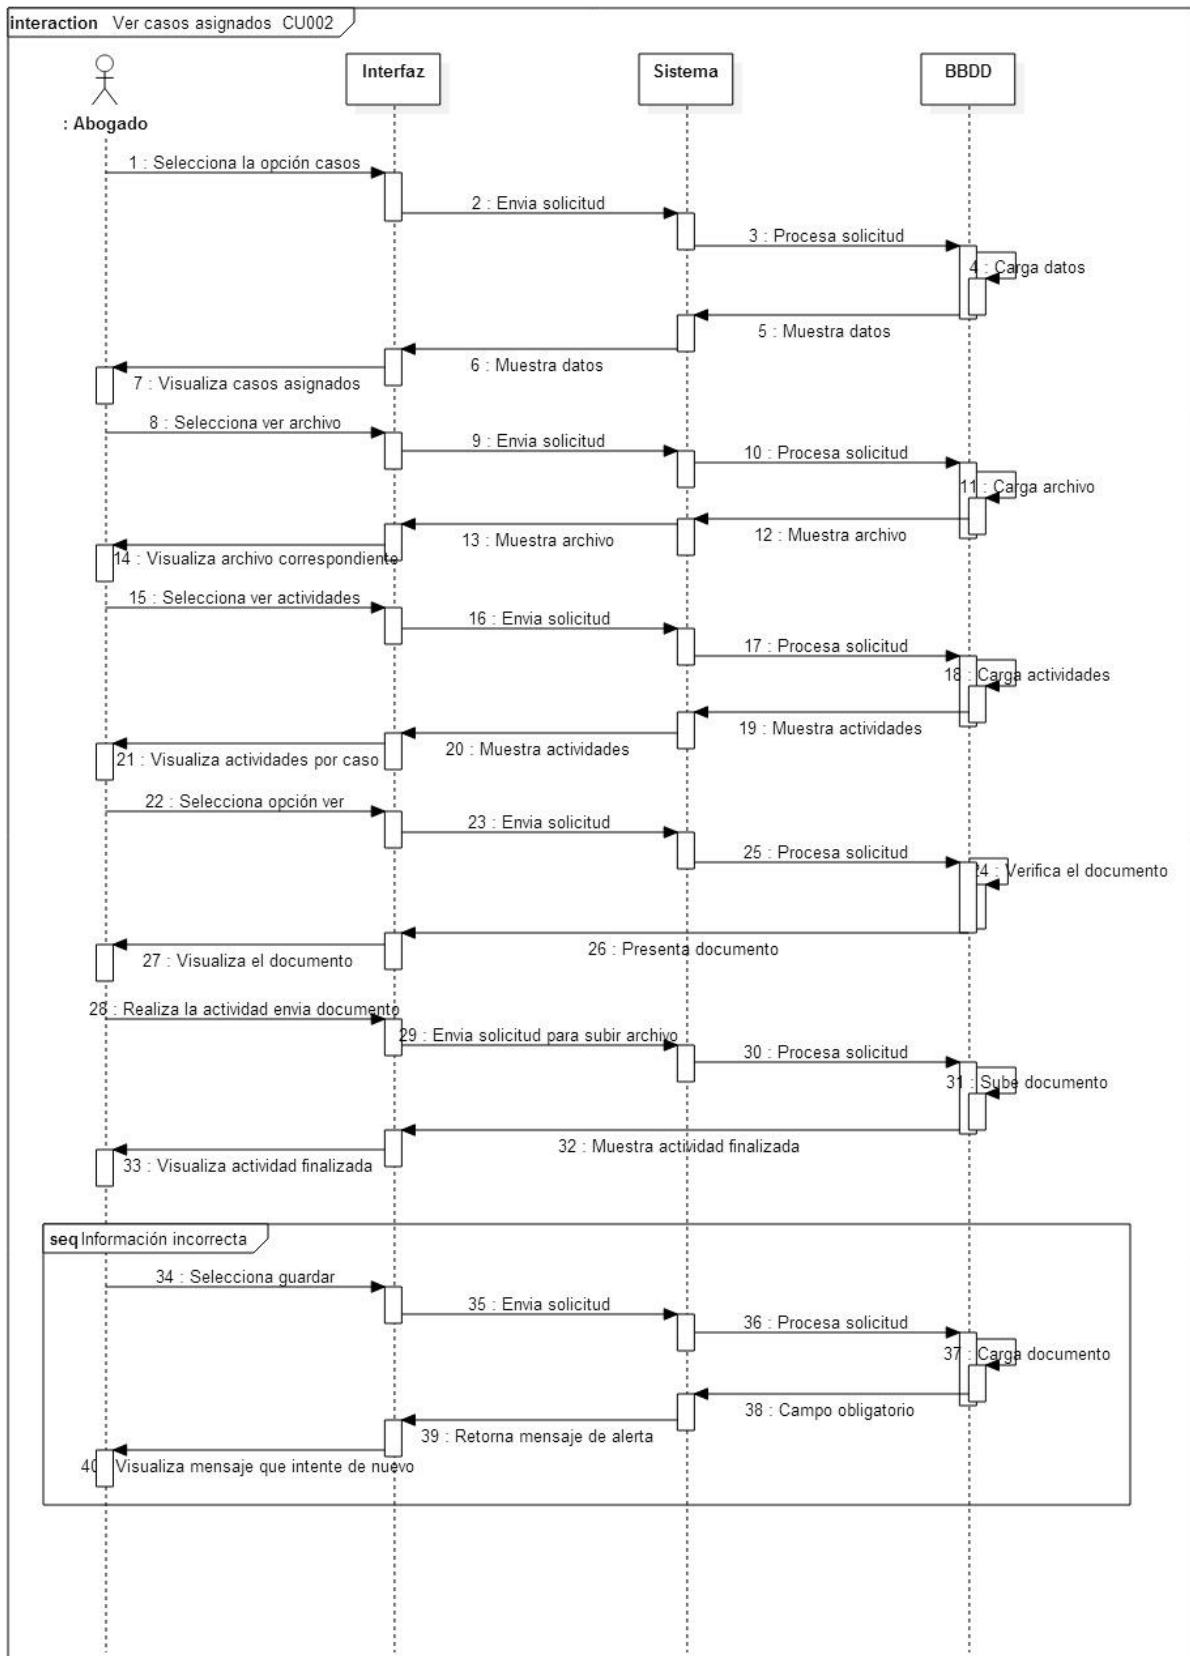 interaction Ver casos asignados CU002
Interfaz
Sistema
BBDD
: Abogado
1 : Selecciona la opción casos
2 : Envia solicitud
3 : Procesa solicitud
4 : Carga datos
5 : Muestra datos
6 : Muestra datos
7 : Visualiza casos asignados
8 : Selecciona ver archivo
9 : Envia solicitud
10 : Procesa solicitud
11 : Carga archivo
12 : Muestra archivo
13 : Muestra archivo
14 : Visualiza archivo correspondiente
15 : Selecciona ver actividades
16 : Envia solicitud
17 : Procesa solicitud
18 : Carga actividades
19 : Muestra actividades
20 : Muestra actividades
21 : Visualiza actividades por caso
22 : Selecciona opción ver
23 : Envia solicitud
25 : Procesa solicitud
24 : Verifica el documento
26 : Presenta documento
27 : Visualiza el documento
28 : Realiza la actividad envia documento
29 : Envia solicitud para subir archivo
30 : Procesa solicitud
31 : Sube documento
32 : Muestra actividad finalizada
33 : Visualiza actividad finalizada
seq Información incorrecta
34 : Selecciona guardar
35 : Envia solicitud
36 : Procesa solicitud
37 : Carga documento
38 : Campo obligatorio
39 : Retorna mensaje de alerta
40 : Visualiza mensaje que intente de nuevo